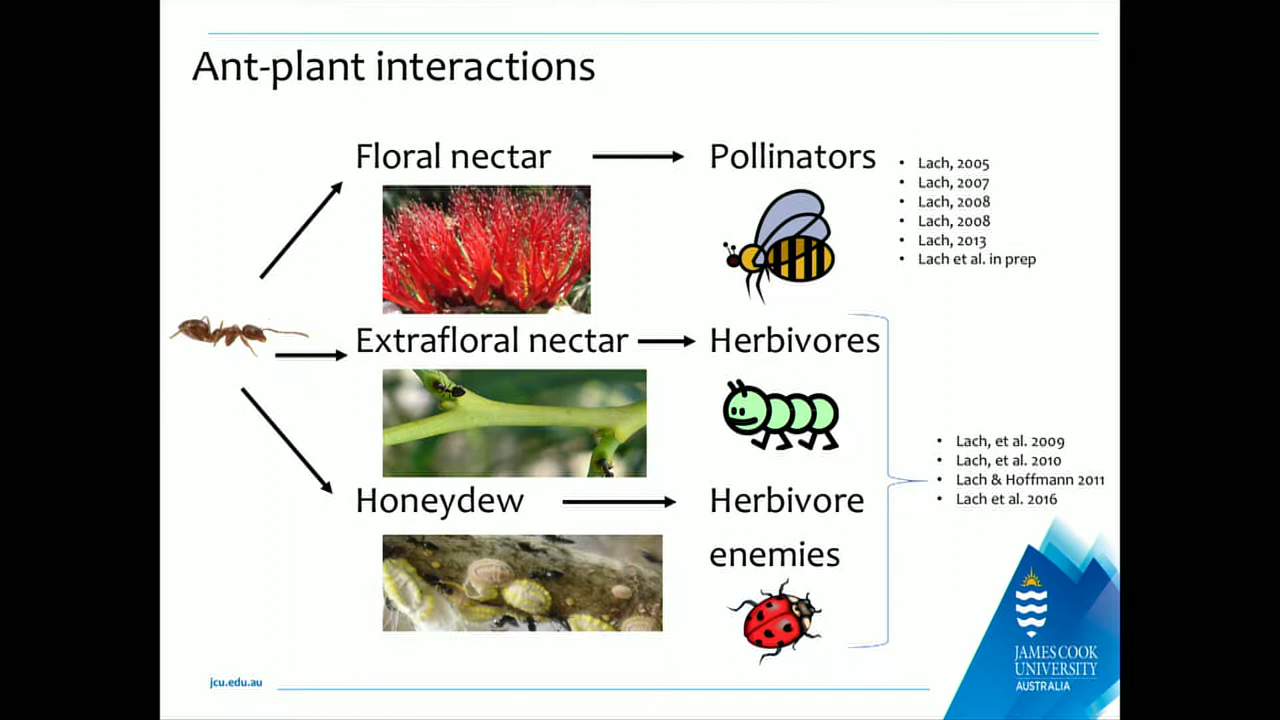 Ant-plant interactions
Floral nectar
Pollinators
• Lach, 2005
• Lach, 2007
• Lach, 2008
• Lach, 2008
• Lach, 2013
• Lach et al. in prep
Extrafloral nectar
Herbivores
• Lach, et al. 2009
• Lach, et al. 2010
• Lach & Hoffmann 2011
• Lach et al. 2016
Honeydew
Herbivore
enemies
JAMES COOK
UNIVERSITY
AUSTRALIA
jcu.edu.au